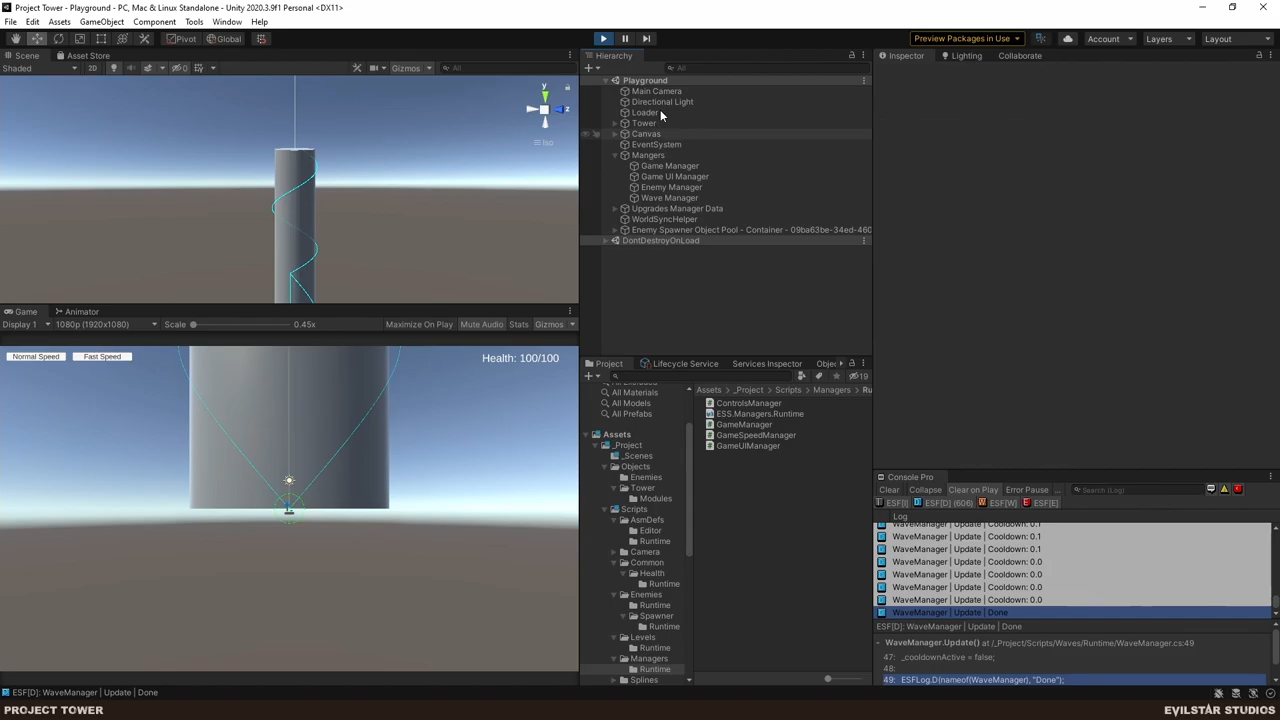 Project Tower - Playground - PC, Mac & Linux Standalone - Unity 2020.3.9f1 Personal <DX11>
File Edit Assets GameObject Component Tools Window Help
Pivot Global
Preview Packages in Use
Account
Layers
Layout
Scene Asset Store
Shaded 2D 0 Gizmos All
y
z
Iso
Hierarchy
All
Playground
Main Camera
Directional Light
Loader
Tower
Canvas
EventSystem
Mangers
Game Manager
Game UI Manager
Enemy Manager
Wave Manager
Upgrades Manager Data
WorldSyncHelper
Enemy Spawner Object Pool - Container - 09ba63be-34ed-460
DontDestroyOnLoad
Inspector Lighting Collaborate
Game Animator
Display 1 1080p (1920x1080) Scale 0.45x Maximize On Play Mute Audio Stats Gizmos
Normal Speed Fast Speed
Health: 100/100
Project Lifecycle Service Services Inspector Objec
19
All Materials
All Models
All Prefabs
Assets
_Project
_Scenes
Objects
Enemies
Tower
Modules
Scripts
AsmDefs
Editor
Runtime
Camera
Common
Health
Runtime
Enemies
Runtime
Spawner
Runtime
Levels
Runtime
Managers
Runtime
Splines
Assets _Project Scripts Managers Ru
ControlsManager
ESS.Managers.Runtime
GameManager
GameSpeedManager
GameUIManager
Console Pro
Clear Collapse Clear on Play Error Pause ... Search (Log)
ESF[I] ESF[D] (606) ESF[W] ESF[E]
Log
WaveManager | Update | Cooldown: 0.1
WaveManager | Update | Cooldown: 0.1
WaveManager | Update | Cooldown: 0.1
WaveManager | Update | Cooldown: 0.0
WaveManager | Update | Cooldown: 0.0
WaveManager | Update | Cooldown: 0.0
WaveManager | Update | Cooldown: 0.0
WaveManager | Update | Done
ESF[D]: WaveManager | Update | Done
WaveManager.Update() at /_Project/Scripts/Waves/Runtime/WaveManager.cs:49
47: _cooldownActive = false;
48:
49: ESFLog.D(nameof(WaveManager), "Done");
ESF[D]: WaveManager | Update | Done
PROJECT TOWER
EVILSTAR STUDIOS